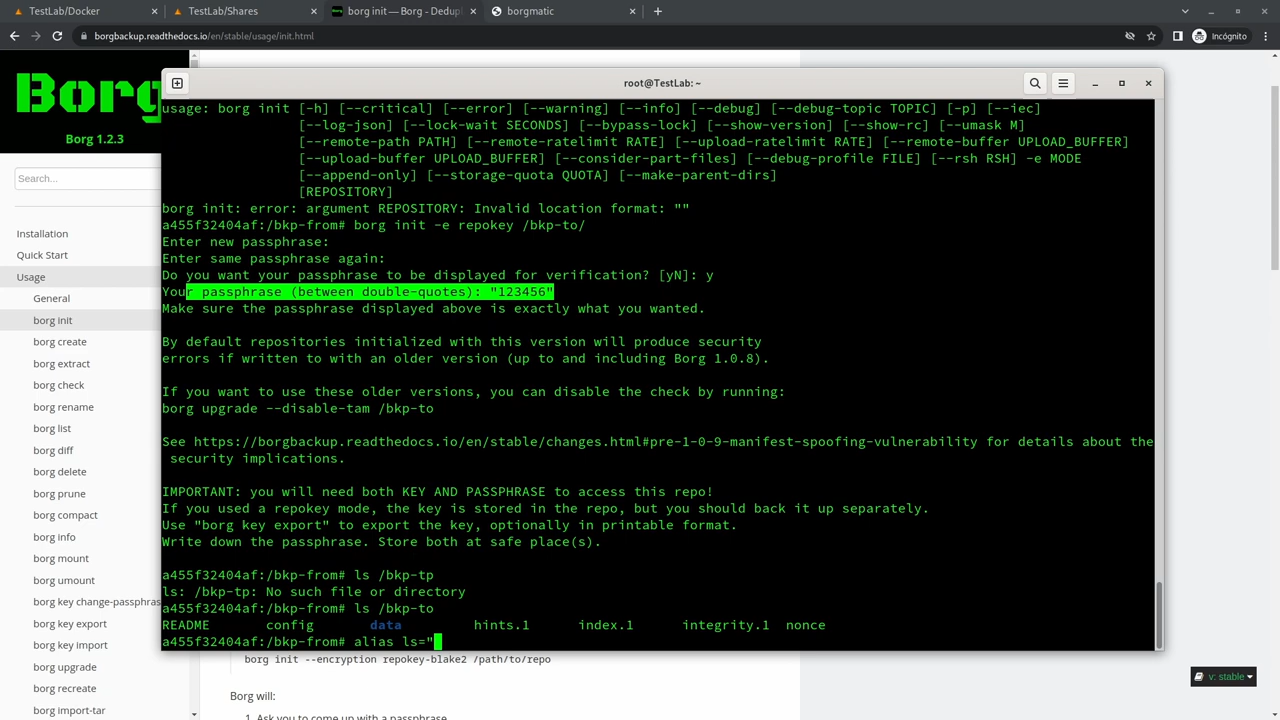 TestLab/Docker
TestLab/Shares
borg init — Borg - Dedupl
borgmatic
borgbackup.readthedocs.io/en/stable/usage/init.html
Incógnito
Borg
Borg 1.2.3
Search...
Installation
Quick Start
Usage
General
borg init
borg create
borg extract
borg check
borg rename
borg list
borg diff
borg delete
borg prune
borg compact
borg info
borg mount
borg umount
borg key change-passphras
borg key export
borg key import
borg upgrade
borg recreate
borg import-tar
root@TestLab: ~
usage: borg init [-h] [--critical] [--error] [--warning] [--info] [--debug] [--debug-topic TOPIC] [-p] [--iec]
[--log-json] [--lock-wait SECONDS] [--bypass-lock] [--show-version] [--show-rc] [--umask M]
[--remote-path PATH] [--remote-ratelimit RATE] [--upload-ratelimit RATE] [--remote-buffer UPLOAD_BUFFER]
[--upload-buffer UPLOAD_BUFFER] [--consider-part-files] [--debug-profile FILE] [--rsh RSH] -e MODE
[--append-only] [--storage-quota QUOTA] [--make-parent-dirs]
[REPOSITORY]
borg init: error: argument REPOSITORY: Invalid location format: ""
a455f32404af:/bkp-from# borg init -e repokey /bkp-to/
Enter new passphrase:
Enter same passphrase again:
Do you want your passphrase to be displayed for verification? [yN]: y
Your passphrase (between double-quotes): "123456"
Make sure the passphrase displayed above is exactly what you wanted.
By default repositories initialized with this version will produce security
errors if written to with an older version (up to and including Borg 1.0.8).
If you want to use these older versions, you can disable the check by running:
borg upgrade --disable-tam /bkp-to
See https://borgbackup.readthedocs.io/en/stable/changes.html#pre-1-0-9-manifest-spoofing-vulnerability for details about the
security implications.
IMPORTANT: you will need both KEY AND PASSPHRASE to access this repo!
If you used a repokey mode, the key is stored in the repo, but you should back it up separately.
Use "borg key export" to export the key, optionally in printable format.
Write down the passphrase. Store both at safe place(s).
a455f32404af:/bkp-from# ls /bkp-tp
ls: /bkp-tp: No such file or directory
a455f32404af:/bkp-from# ls /bkp-to
README config data hints.1 index.1 integrity.1 nonce
a455f32404af:/bkp-from# alias ls="
borg init --encryption repokey-blake2 /path/to/repo
Borg will:
1. Ask you to come up with a passphrase.
v: stable